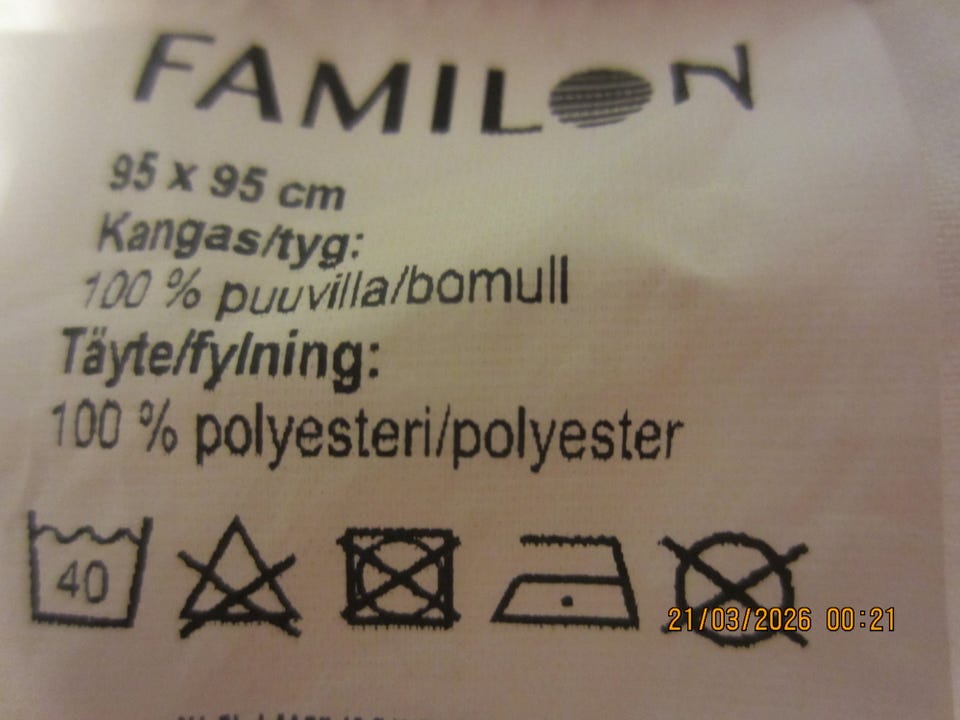 FAMILON
95 x 95 cm
Kangas/tyg:
100 % puuvilla/bomull
Täyte/fylning:
100 % polyesteri/polyester
40
21/03/2026 00:21